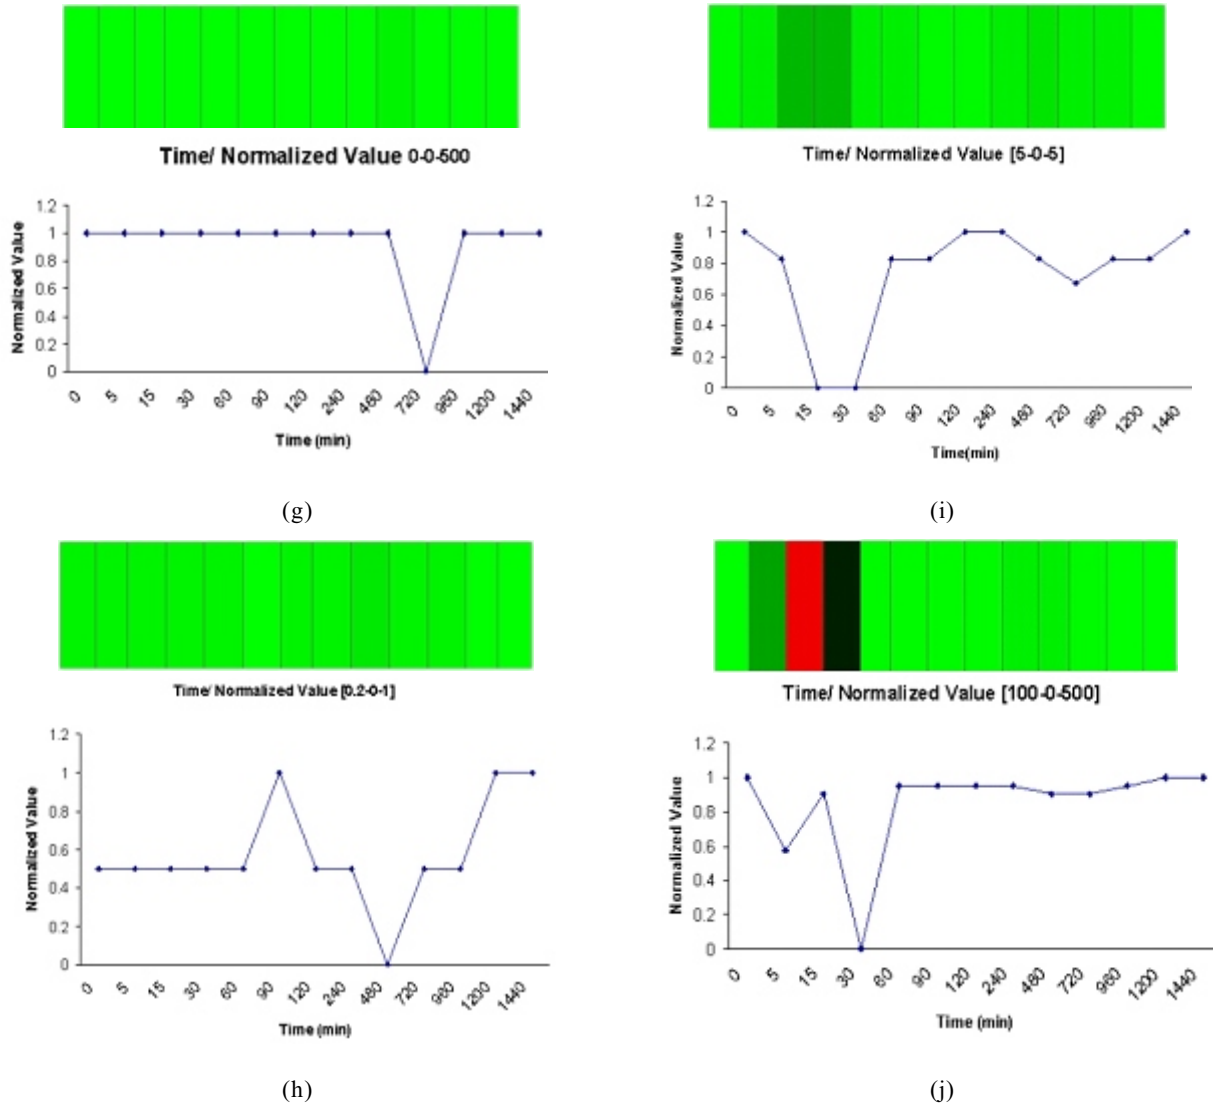 Time/ Normalized Value 0-0-500
1.2
1
0.8
0.6
0.4
0.2
0
Normalized Value
0 5 15 30 60 90 120 240 480 720 960 1200 1440
Time (min)
(g)
Time/ Normalized Value [5-0-5]
1.2
1
0.8
0.6
0.4
0.2
0
Normalized Value
0 5 15 30 60 90 120 240 480 720 960 1200 1440
Time(min)
(i)
Time/ Normalized Value [0.2-0-1]
1.2
1
0.8
0.6
0.4
0.2
0
Normalized Value
0 5 15 30 60 90 120 240 480 720 960 1200 1440
Time (min)
(h)
Time/ Normalized Value [100-0-500]
1.2
1
0.8
0.6
0.4
0.2
0
Normalized Value
0 5 15 30 60 90 120 240 480 720 960 1200 1440
Time (min)
(j)